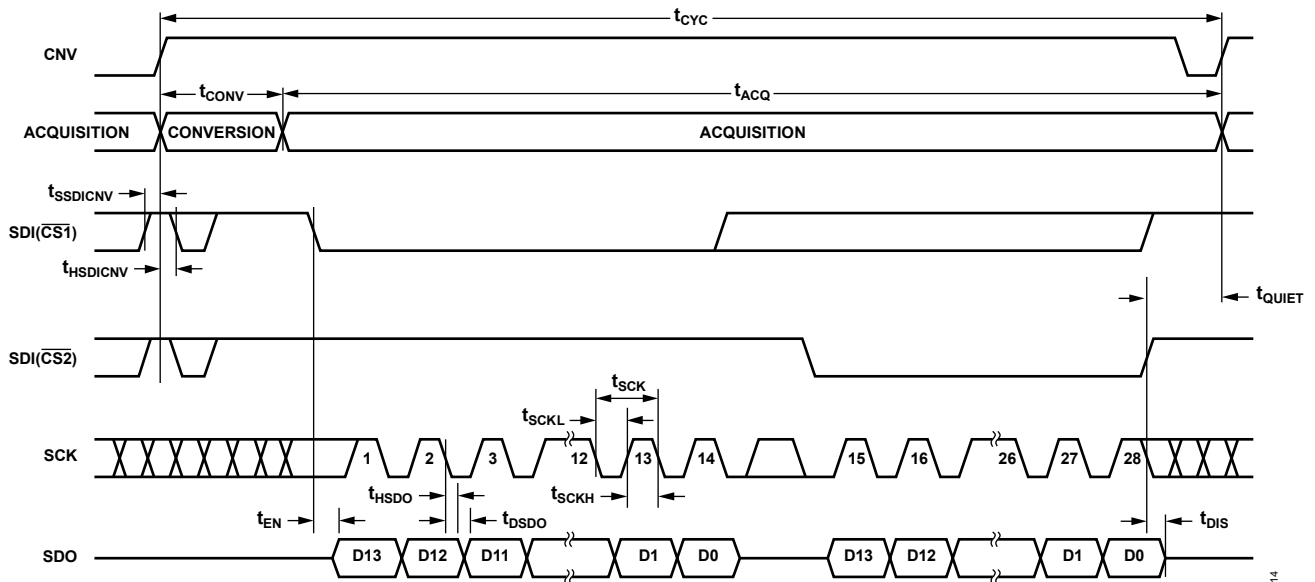 tCYC
CNV
tCONV
tACQ
ACQUISITION
CONVERSION
ACQUISITION
tSSDICNV
SDI(CS1)
tHSDICNV
tQUIET
SDI(CS2)
tSCK
tSCKL
SCK
1
2
3
12
13
14
15
16
26
27
28
tHSDO
tSCKH
tEN
tDSDO
tDIS
SDO
D13
D12
D11
D1
D0
D13
D12
D1
D0
14